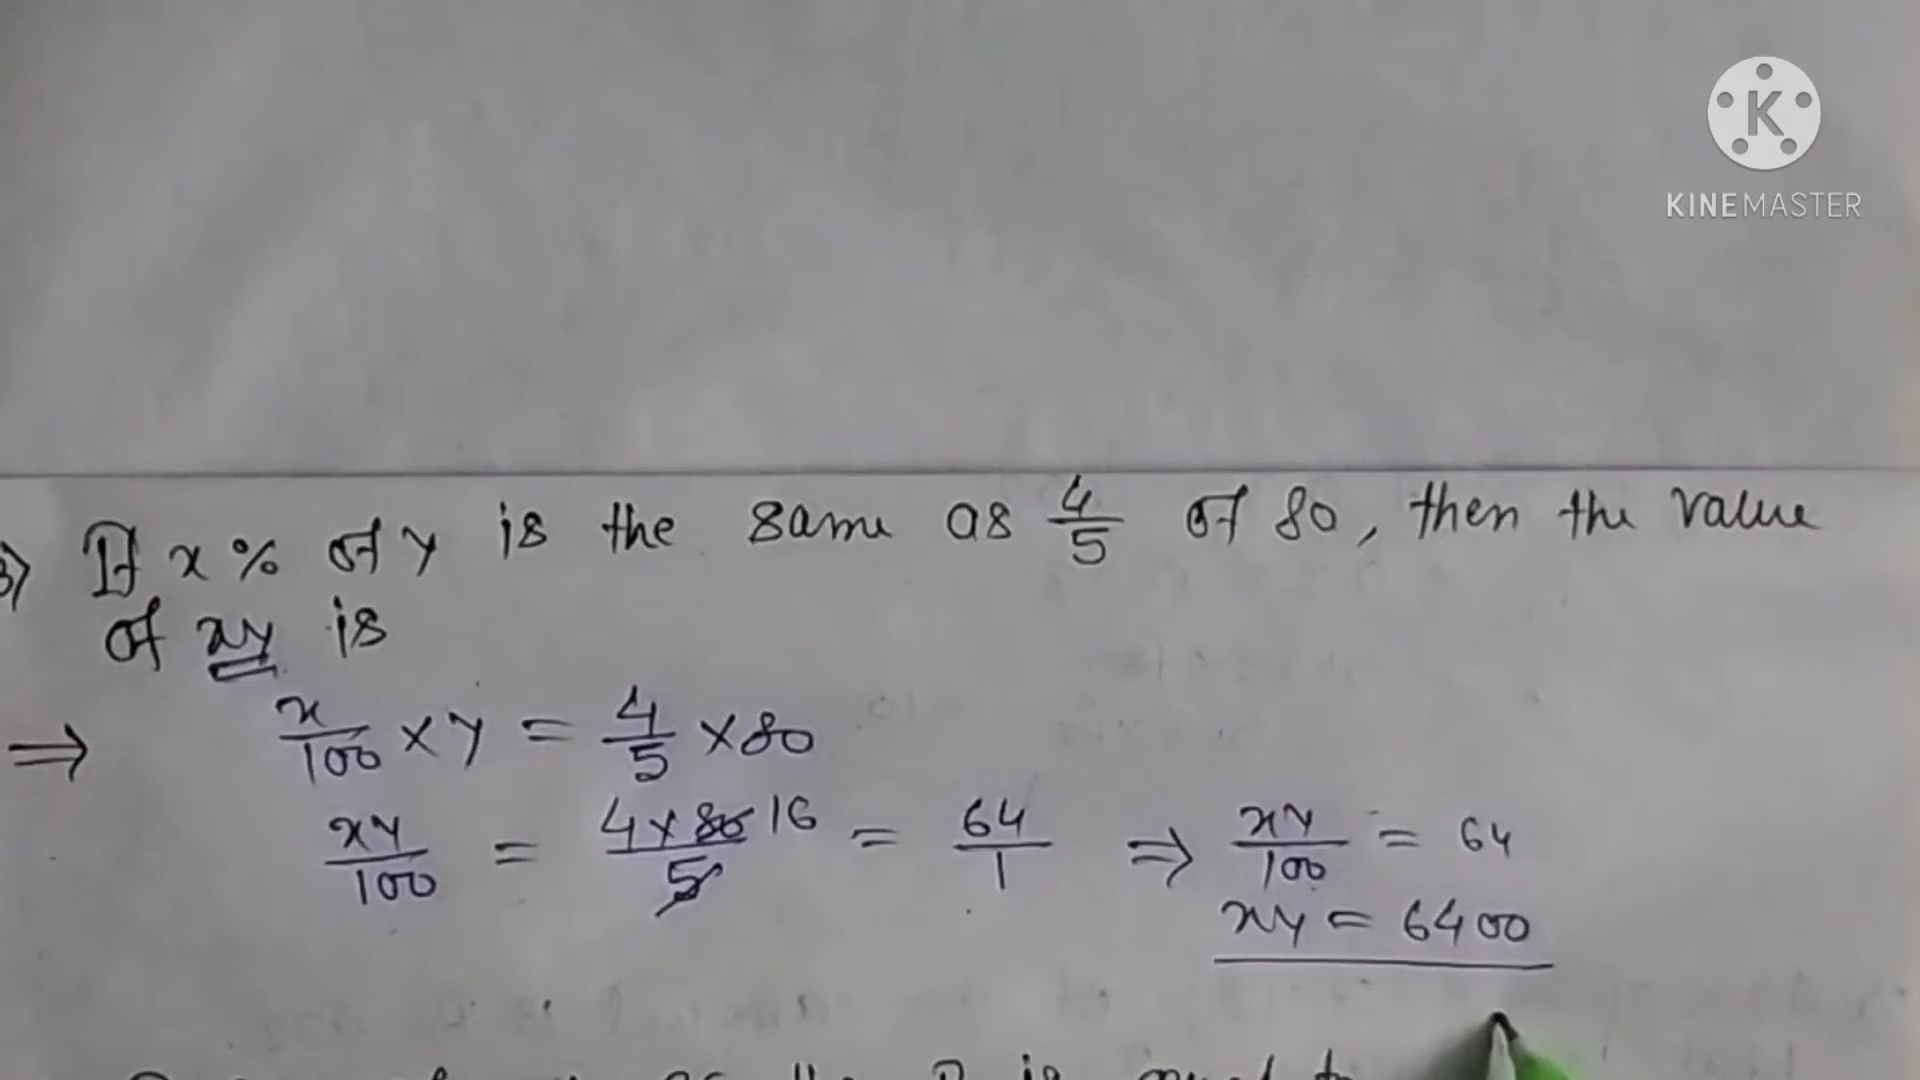 K
KINEMASTER
3) If x % of y is the same as 4/5 of 80, then the value
of xy is
⇒ x/100 × y = 4/5 × 80
xy/100 = 4×80 16/5 = 64/1 ⇒ xy/100 = 64
xy = 6400